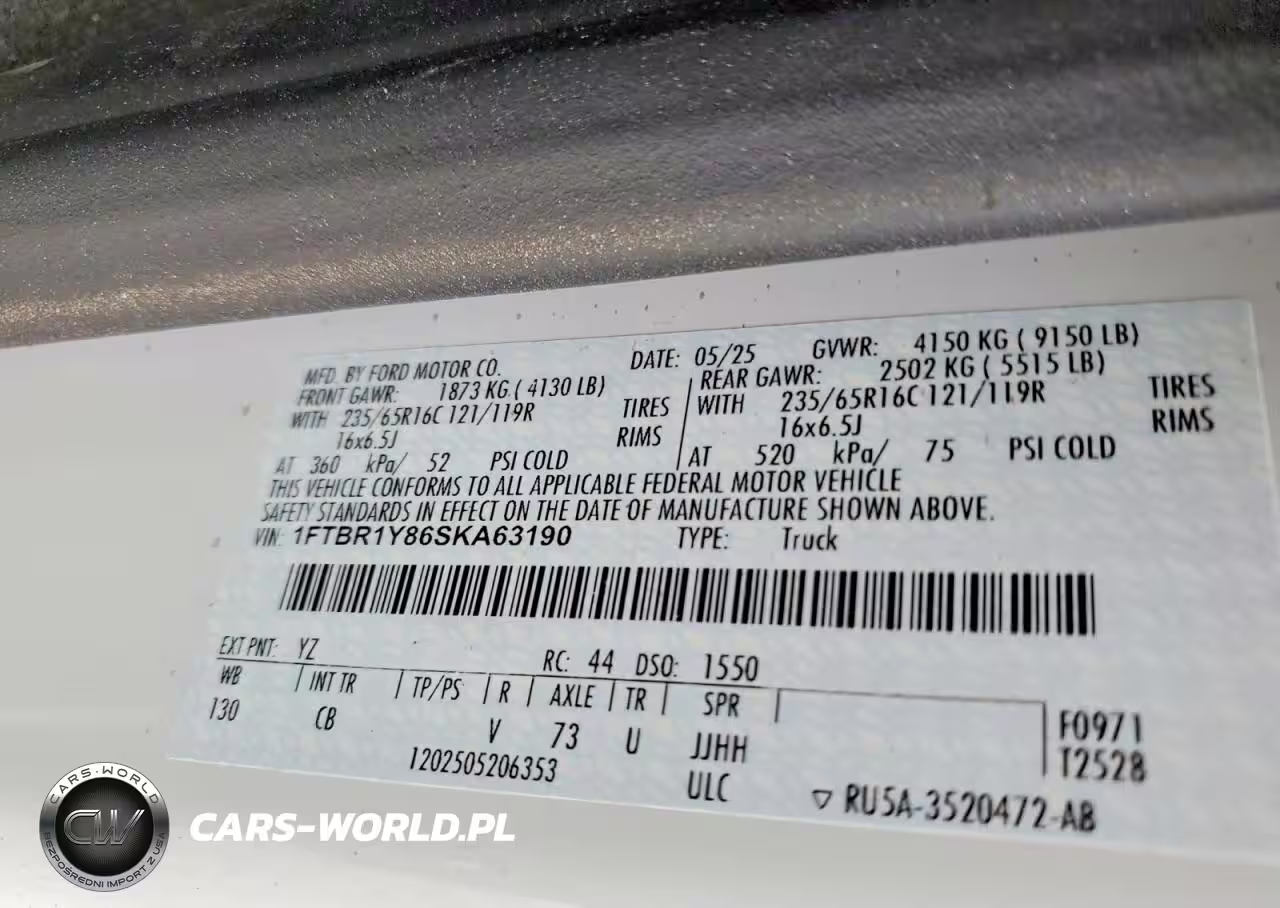 MFD. BY FORD MOTOR CO. DATE: 05/25 GVWR: 4150 KG ( 9150 LB)
FRONT GAWR: 1873 KG ( 4130 LB) REAR GAWR: 2502 KG ( 5515 LB)
WITH 235/65R16C 121/119R TIRES WITH 235/65R16C 121/119R TIRES
16x6.5J RIMS 16x6.5J RIMS
AT 360 kPa/ 52 PSI COLD AT 520 kPa/ 75 PSI COLD
THIS VEHICLE CONFORMS TO ALL APPLICABLE FEDERAL MOTOR VEHICLE
SAFETY STANDARDS IN EFFECT ON THE DATE OF MANUFACTURE SHOWN ABOVE.
VIN: 1FTBR1Y86SKA63190 TYPE: Truck
EXT PNT: YZ RC: 44 DSO: 1550
WB INT TR TP/PS R AXLE TR SPR
130 CB V 73 U JJHH
F0971
T2528
1202505206353 ULC ▽ RU5A-3520472-AB
CARS-WORLD
CW
BEZPOŚREDNI IMPORT Z USA
CARS-WORLD.PL